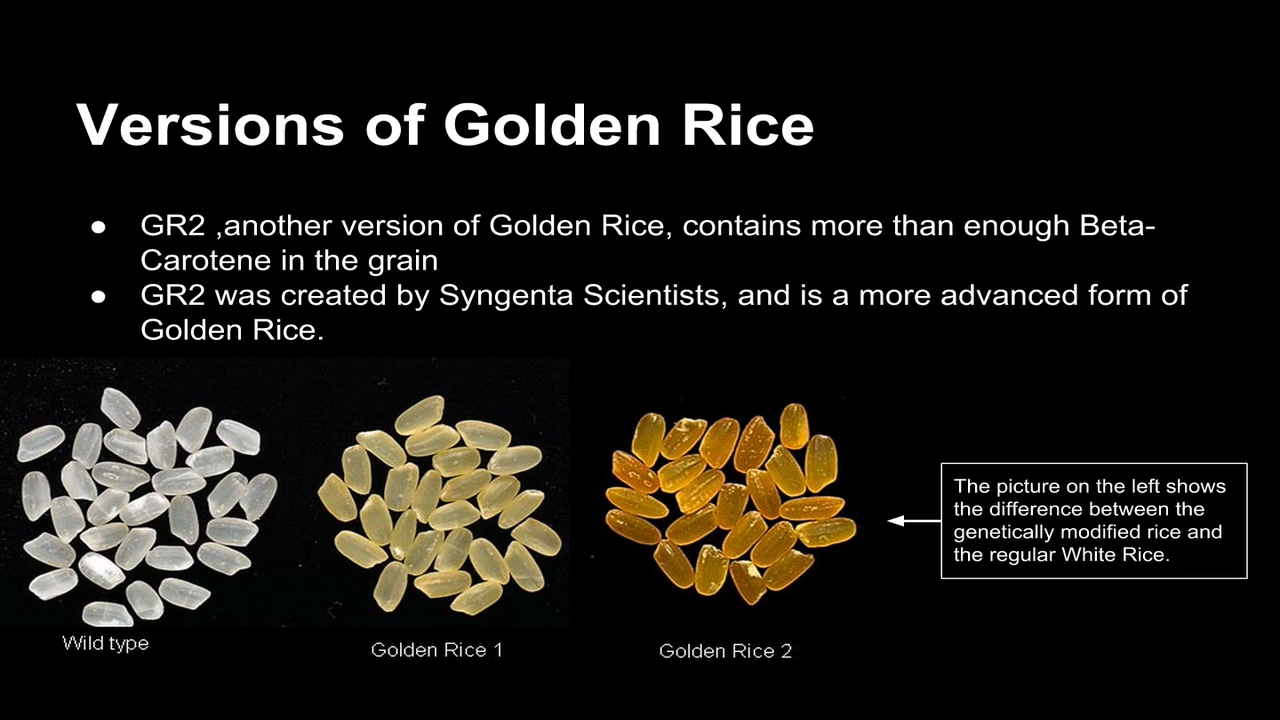 Versions of Golden Rice
● GR2 ,another version of Golden Rice, contains more than enough Beta-
Carotene in the grain
● GR2 was created by Syngenta Scientists, and is a more advanced form of
Golden Rice.
The picture on the left shows
the difference between the
genetically modified rice and
the regular White Rice.
Wild type
Golden Rice 1
Golden Rice 2